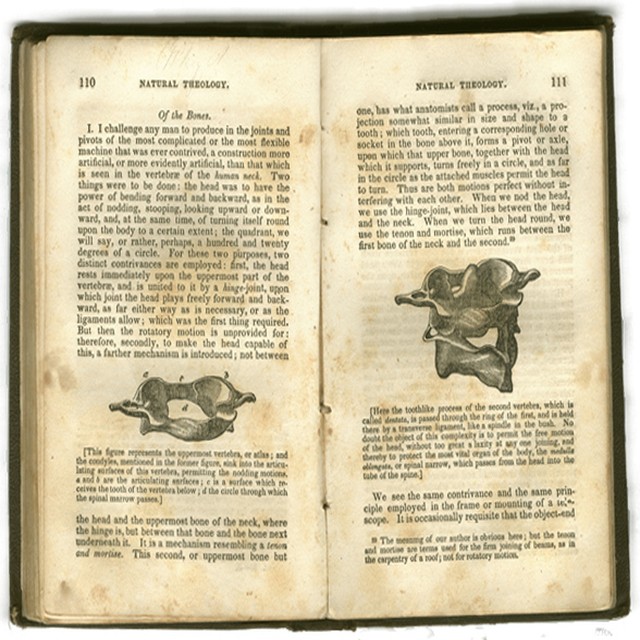 110
NATURAL THEOLOGY.
Of the Bones.
I. I challenge any man to produce in the joints and
pivots of the most complicated or the most flexible
machine that was ever contrived, a construction more
artificial, or more evidently artificial, than that which
is seen in the vertebræ of the human neck. Two
things were to be done: the head was to have the
power of bending forward and backward, as in the
act of nodding, stooping, looking upward or down-
ward, and, at the same time, of turning itself round
upon the body to a certain extent; the quadrant, we
will say, or rather, perhaps, a hundred and twenty
degrees of a circle. For these two purposes, two
distinct contrivances are employed: first, the head
rests immediately upon the uppermost part of the
vertebræ, and is united to it by a hinge-joint, upon
which joint the head plays freely forward and back-
ward, as far either way as is necessary, or as the
ligaments allow; which was the first thing required.
But then the rotatory motion is unprovided for:
therefore, secondly, to make the head capable of
this, a farther mechanism is introduced; not between
a c b
d
[This figure represents the uppermost vertebra, or atlas; and
the condyles, mentioned in the former figure, sink into the articu-
lating surfaces of this vertebra, permitting the nodding motions.
a and b are the articulating surfaces; c is a surface which re-
ceives the tooth of the vertebra below; d the circle through which
the spinal marrow passes.]
the head and the uppermost bone of the neck, where
the hinge is, but between that bone and the bone next
underneath it. It is a mechanism resembling a tenon
and mortise. This second, or uppermost bone but
NATURAL THEOLOGY.
111
one, has what anatomists call a process, viz., a pro-
jection somewhat similar in size and shape to a
tooth; which tooth, entering a corresponding hole or
socket in the bone above it, forms a pivot or axle,
upon which that upper bone, together with the head
which it supports, turns freely in a circle, and as far
in the circle as the attached muscles permit the head
to turn. Thus are both motions perfect without in-
terfering with each other. When we nod the head,
we use the hinge-joint, which lies between the head
and the neck. When we turn the head round, we
use the tenon and mortise, which runs between the
first bone of the neck and the second.
[Here the toothlike process of the second vertebra, which is
called dentata, is passed through the ring of the first, and is held
there by a transverse ligament, like a spindle in the bush. No
doubt the object of this complexity is to permit the free motion
of the head, without too great a laxity at any one joining, and
thereby to protect the most vital organ of the body, the medulla
oblongata, or spinal marrow, which passes from the head into the
tube of the spine.]
We see the same contrivance and the same prin-
ciple employed in the frame or mounting of a tele-
scope. It is occasionally requisite that the object-end
The meaning of our author is obvious here; but the tenon
and mortise are terms used for the firm joining of beams, as in
the carpentry of a roof; not for rotatory motion.